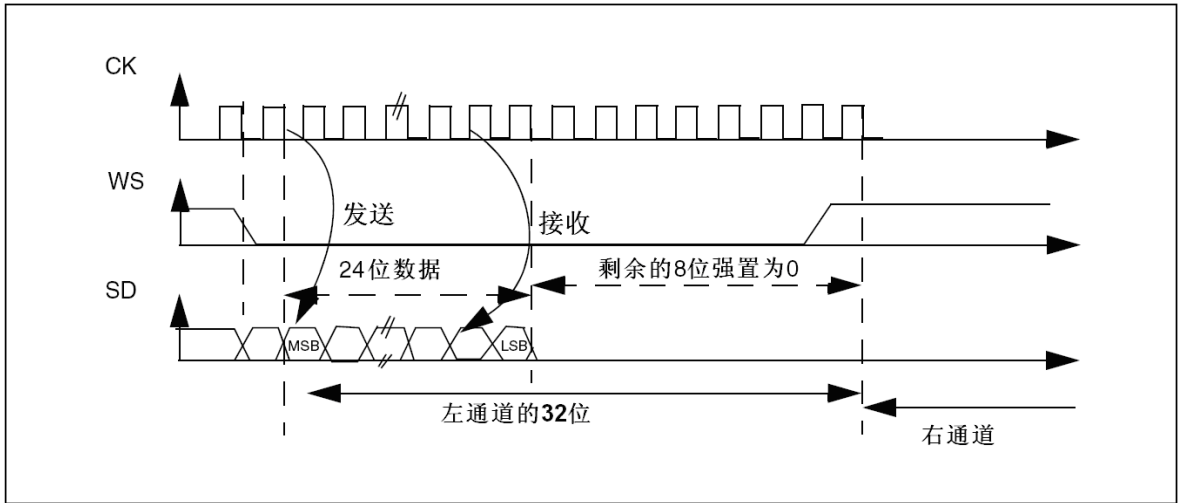 CK
WS
发送
接收
24位数据
剩余的8位强置为0
SD
MSB
LSB
左通道的32位
右通道